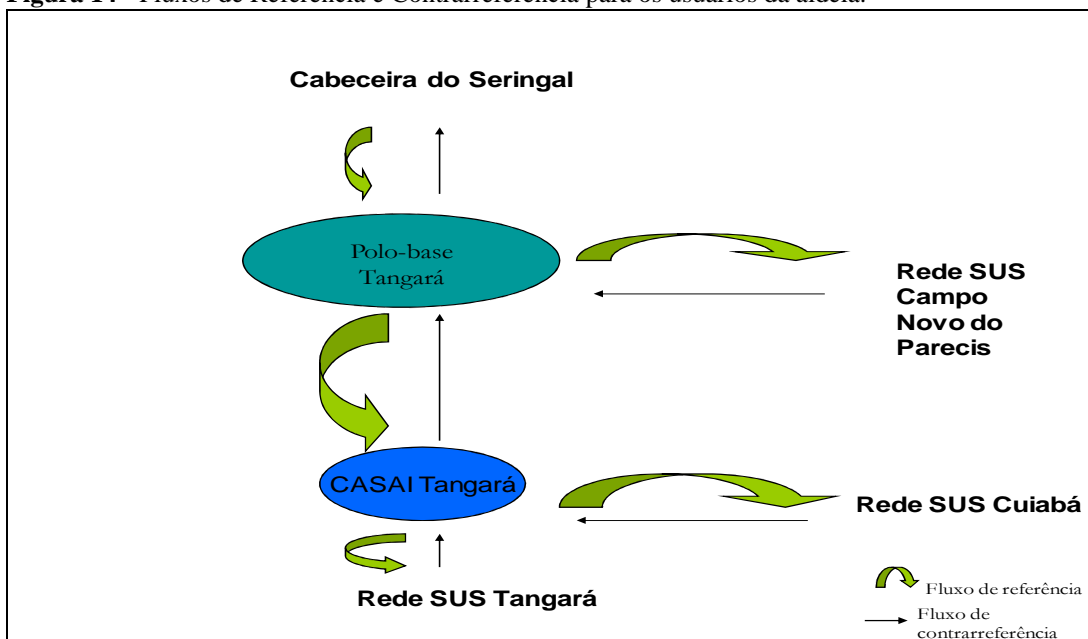 Figura 14 - Fluxos de Referência e Contrarreferência para os usuários da aldeia.
Cabeceira do Seringal
Polo-base
Tangará
Rede SUS
Campo
Novo do
Parecis
CASAI Tangará
Rede SUS Cuiabá
Rede SUS Tangará
Fluxo de referência
Fluxo de
contrarreferência